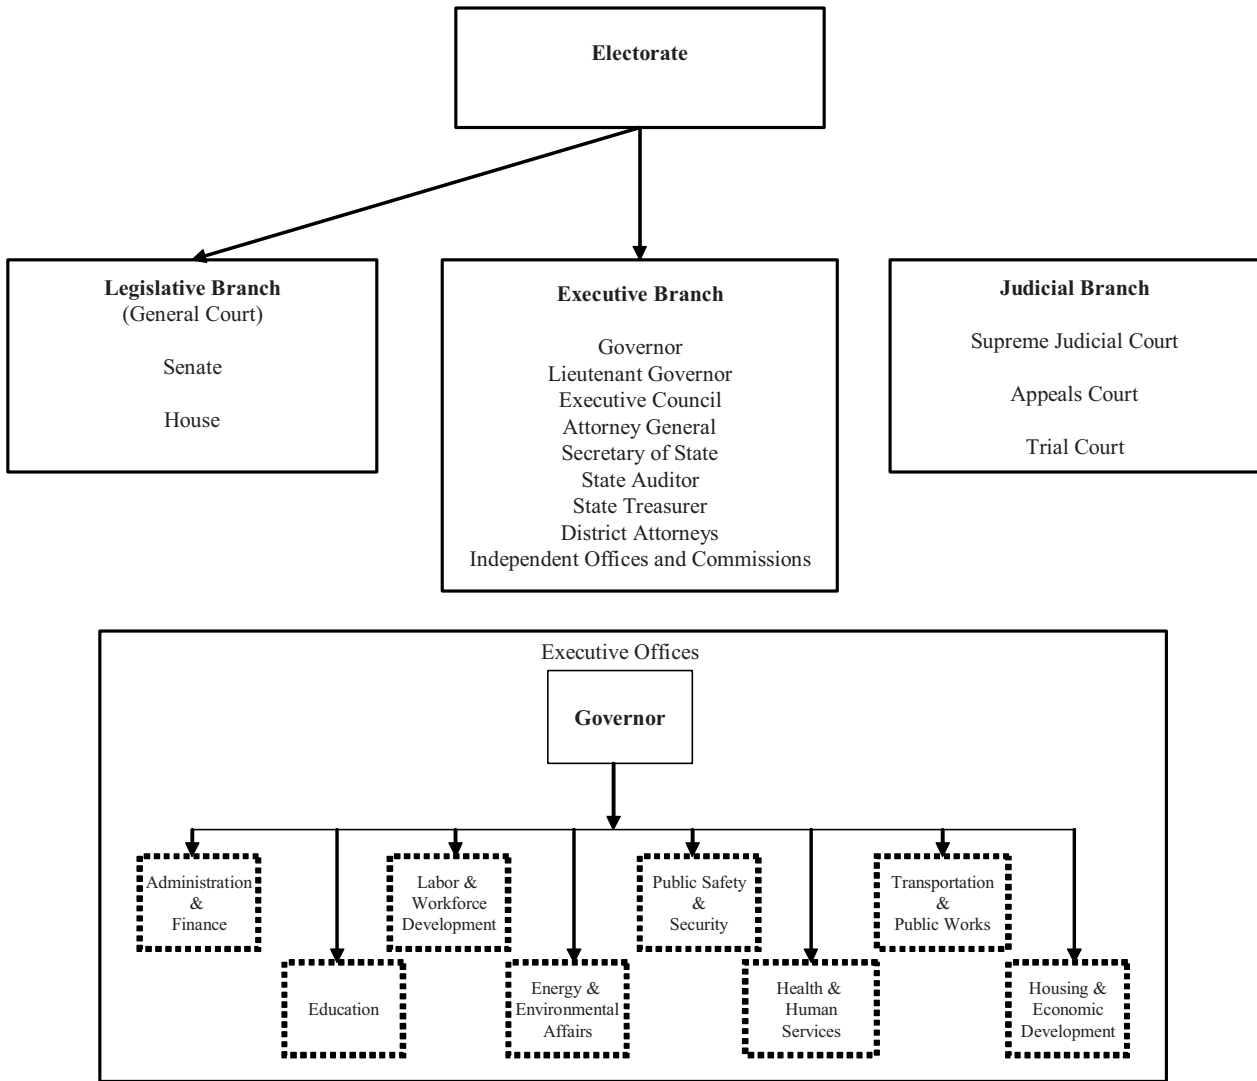 Electorate
Legislative Branch
(General Court)
Senate
House
Executive Branch
Governor
Lieutenant Governor
Executive Council
Attorney General
Secretary of State
State Auditor
State Treasurer
District Attorneys
Independent Offices and Commissions
Judicial Branch
Supreme Judicial Court
Appeals Court
Trial Court
Executive Offices
Governor
Administration
&
Finance
Labor &
Workforce
Development
Public Safety
&
Security
Transportation
&
Public Works
Education
Energy &
Environmental
Affairs
Health &
Human
Services
Housing &
Economic
Development